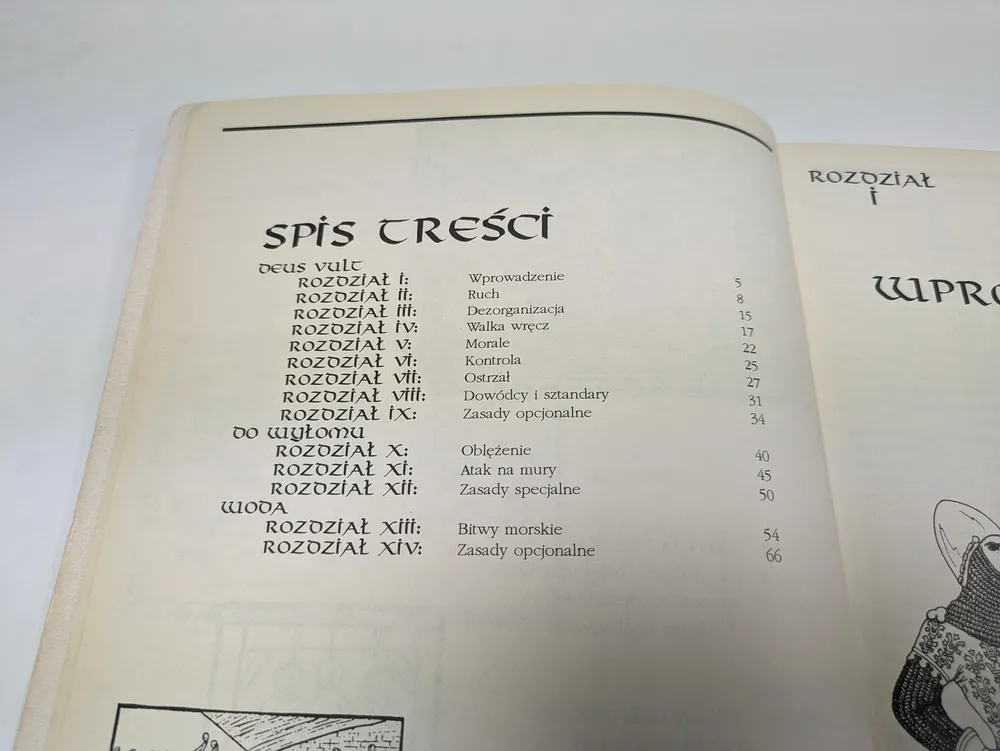 SPIS TREŚCI
DEUS VULT
ROZDZIAŁ I: Wprowadzenie 5
ROZDZIAŁ II: Ruch 8
ROZDZIAŁ III: Dezorganizacja 15
ROZDZIAŁ IV: Walka wręcz 17
ROZDZIAŁ V: Morale 22
ROZDZIAŁ VI: Kontrola 25
ROZDZIAŁ VII: Ostrzał 27
ROZDZIAŁ VIII: Dowódcy i sztandary 31
ROZDZIAŁ IX: Zasady opcjonalne 34
DO WYŁOMU
ROZDZIAŁ X: Oblężenie 40
ROZDZIAŁ XI: Atak na mury 45
ROZDZIAŁ XII: Zasady specjalne 50
WODA
ROZDZIAŁ XIII: Bitwy morskie 54
ROZDZIAŁ XIV: Zasady opcjonalne 66
ROZDZIAŁ
I